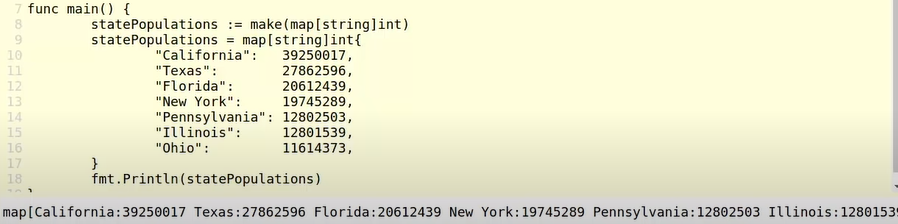 7 func main() {
8 statePopulations := make(map[string]int)
9 statePopulations = map[string]int{
10 "California": 39250017,
11 "Texas": 27862596,
12 "Florida": 20612439,
13 "New York": 19745289,
14 "Pennsylvania": 12802503,
15 "Illinois": 12801539,
16 "Ohio": 11614373,
17 }
18 fmt.Println(statePopulations)
}
map[California:39250017 Texas:27862596 Florida:20612439 New York:19745289 Pennsylvania:12802503 Illinois:1280153